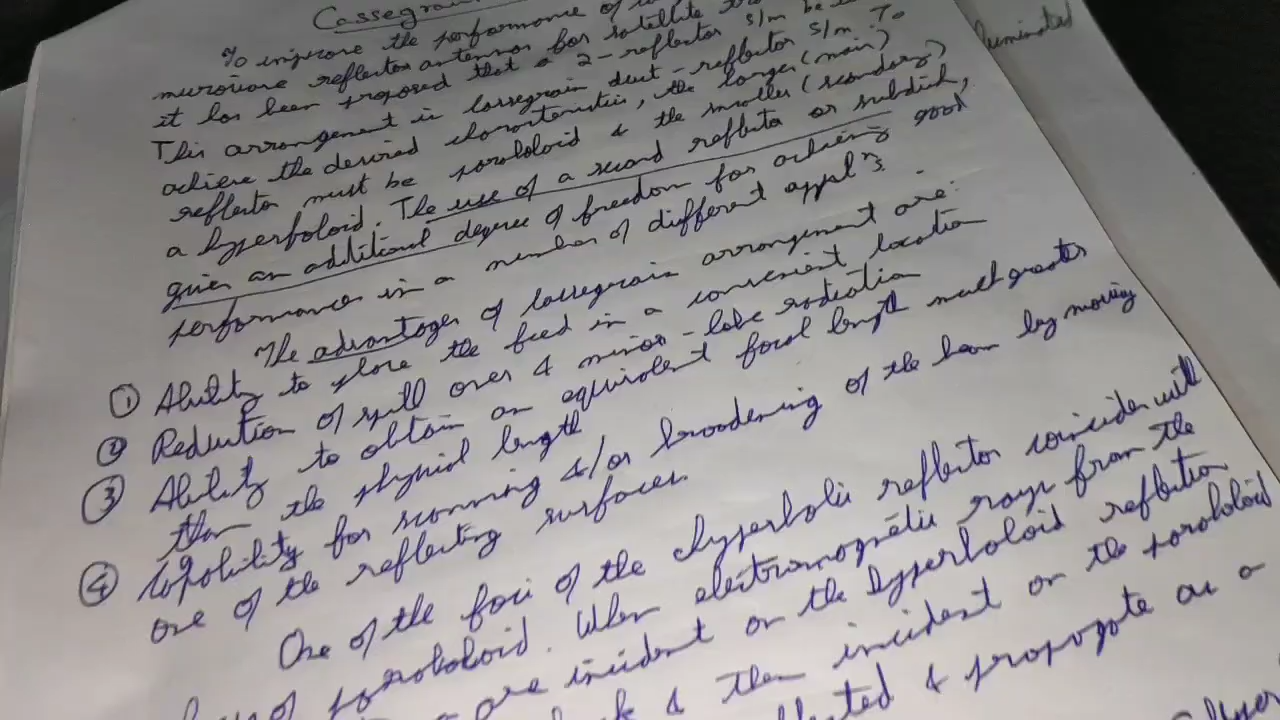 Cassegrain
To improve the performance of
microwave reflector antennas for satellite
it has been proposed that a 2-reflector s/m be
This arrangement is Cassegrain dual-reflector s/m To
achieve the desired characteristics, the larger (main)
reflector must be paraboloid & the smaller (secondary)
a hyperboloid. The use of a second reflector or subdish,
gives an additional degree of freedom for achieving good
performances in a number of different appl'ns.
The advantages of Cassegrain arrangement are:
① Ability to place the feed in a convenient location
② Reduction of spill over & minor-lobe radiation
③ Ability to obtain an equivalent focal length much greater
than the physical length
④ Capability for scanning &/or broadening of the beam by moving
one of the reflecting surfaces.
One of the foci of the hyperbolic reflector coincides with
of paraboloid. When electromagnetic rays from the
are incident on the hyperboloid reflection
& then incident on the paraboloid
& propagate as a
illuminated